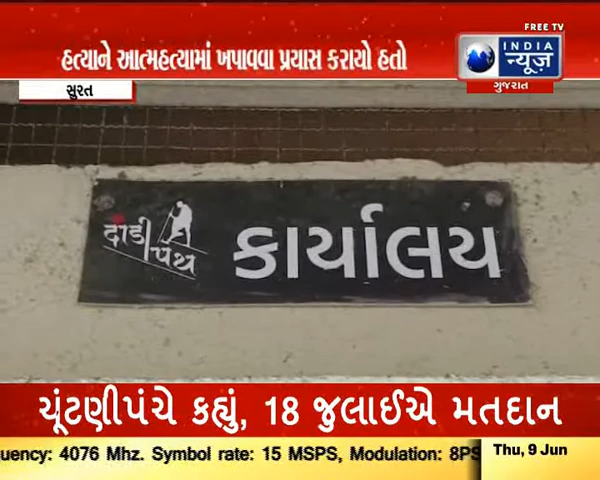 FREE TV
હત્યાને આત્મહત્યામાં ખપાવવા પ્રયાસ કરાયો હતો
INDIA
न्यूज़
ગુજરાત
સુરત
દાંડી પંથ
કાર્યાલય
ચૂંટણીપંચે કહ્યું, 18 જુલાઈએ મતદાન
uency: 4076 Mhz. Symbol rate: 15 MSPS, Modulation: 8PS
Thu, 9 Jun